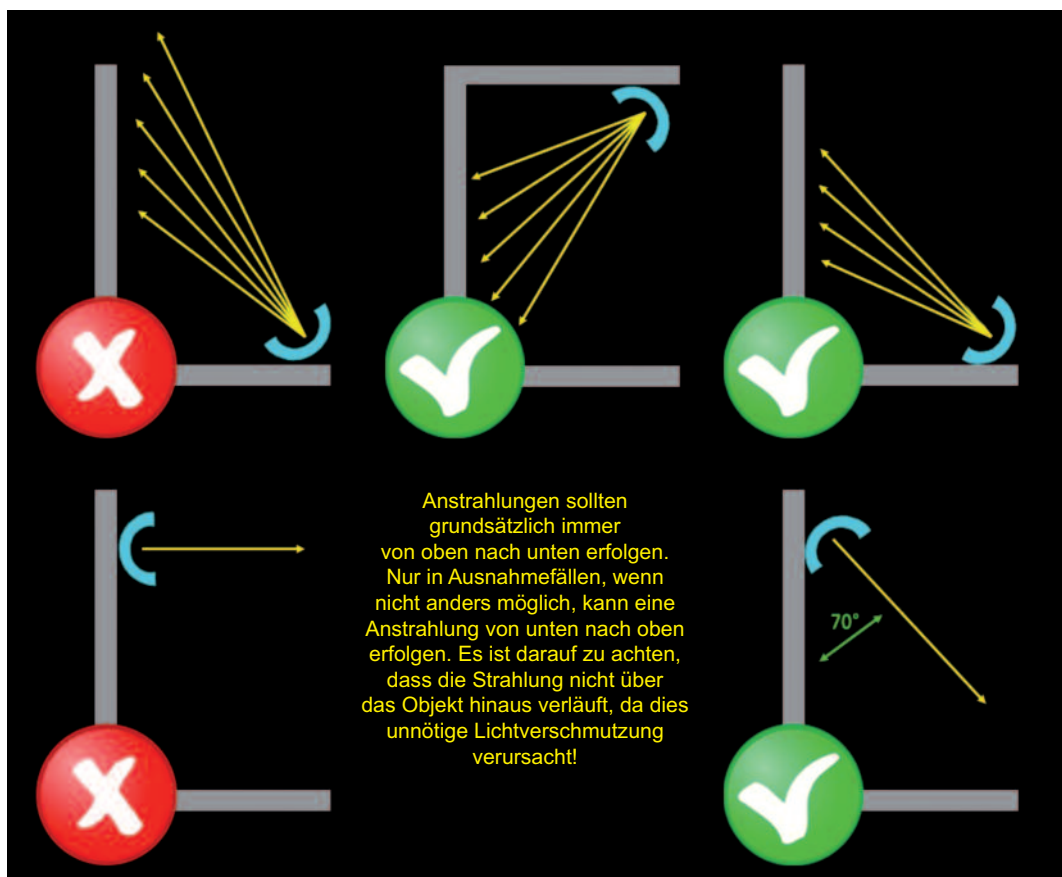 Anstrahlungen sollten
grundsätzlich immer
von oben nach unten erfolgen.
Nur in Ausnahmefällen, wenn
nicht anders möglich, kann eine
Anstrahlung von unten nach oben
erfolgen. Es ist darauf zu achten,
dass die Strahlung nicht über
das Objekt hinaus verläuft, da dies
unnötige Lichtverschmutzung
verursacht!
70°